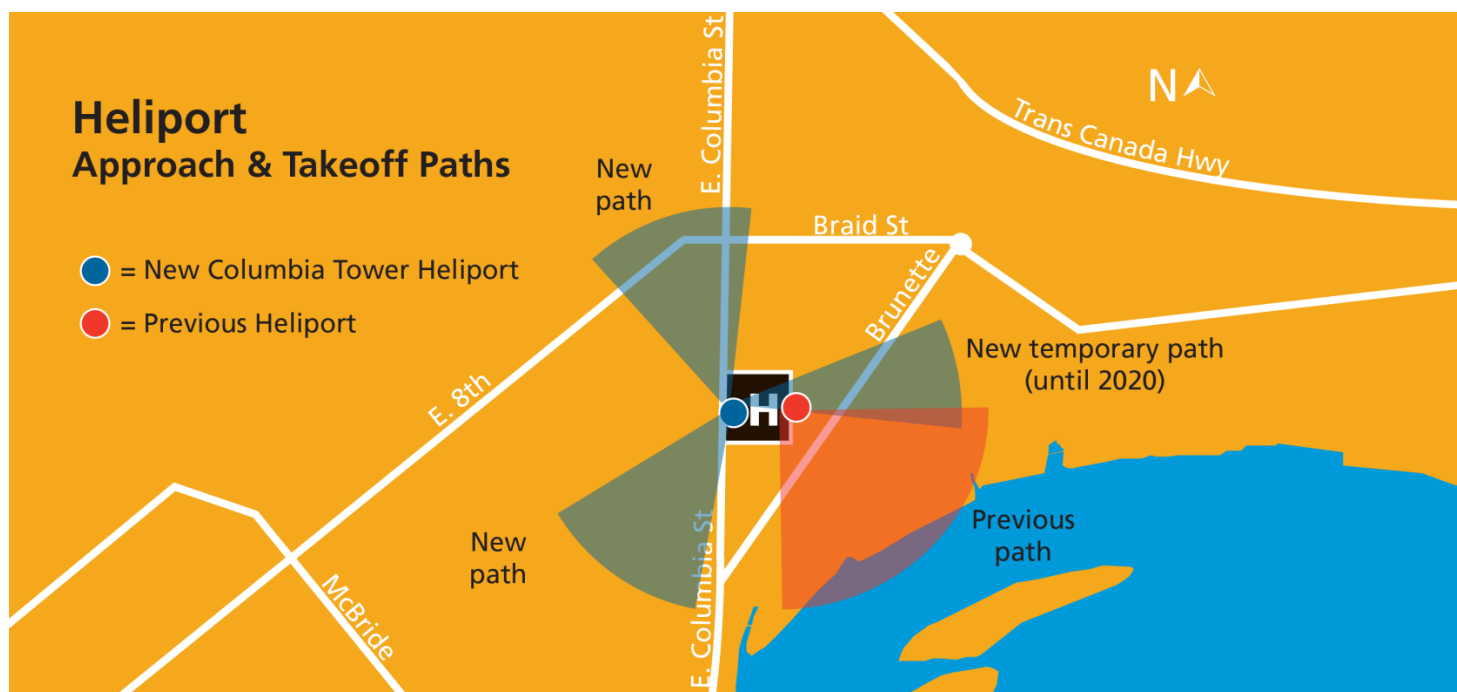 Heliport
Approach & Takeoff Paths
= New Columbia Tower Heliport
= Previous Heliport
New
path
E. Columbia St
N
Trans Canada Hwy
Braid St
Brunette
New temporary path
(until 2020)
E. 8th
H
Previous
path
New
path
McBride
E. Columbia St